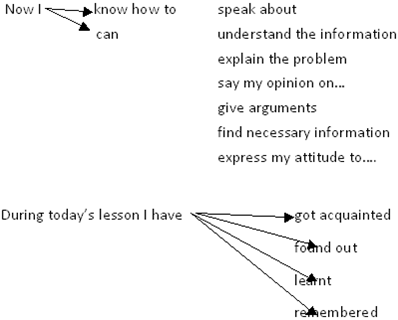 Now I know how to speak about
can understand the information
explain the problem
say my opinion on...
give arguments
find necessary information
express my attitude to....
During today's lesson I have got acquainted
found out
learnt
remembered